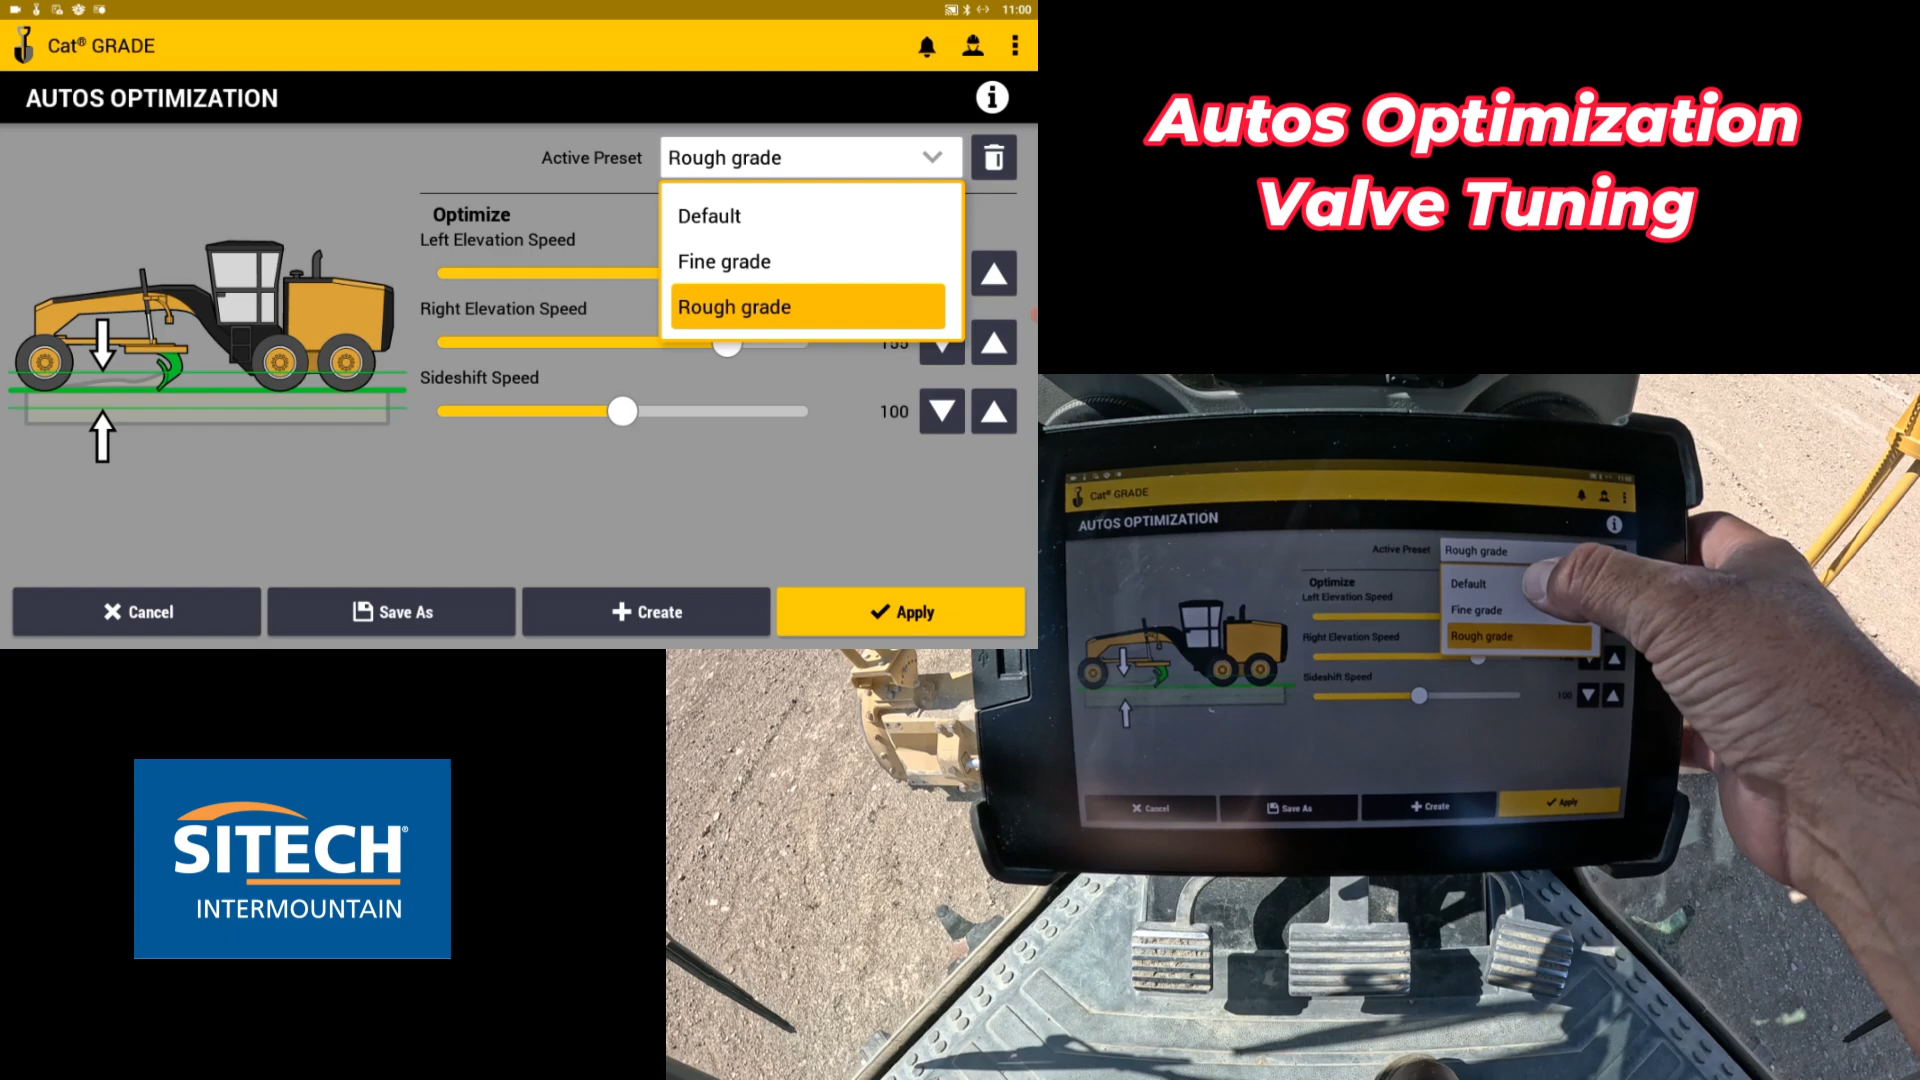 11:00
Cat® GRADE
AUTOS OPTIMIZATION
Active Preset
Rough grade
Default
Fine grade
Rough grade
Optimize
Left Elevation Speed
Right Elevation Speed
155
Sideshift Speed
100
Cancel
Save As
Create
Apply
Autos Optimization
Valve Tuning
SITECH®
INTERMOUNTAIN
Cat® GRADE
AUTOS OPTIMIZATION
Active Preset
Rough grade
Default
Fine grade
Rough grade
Optimize
Left Elevation Speed
Right Elevation Speed
Sideshift Speed
100
Cancel
Save As
Create
Apply